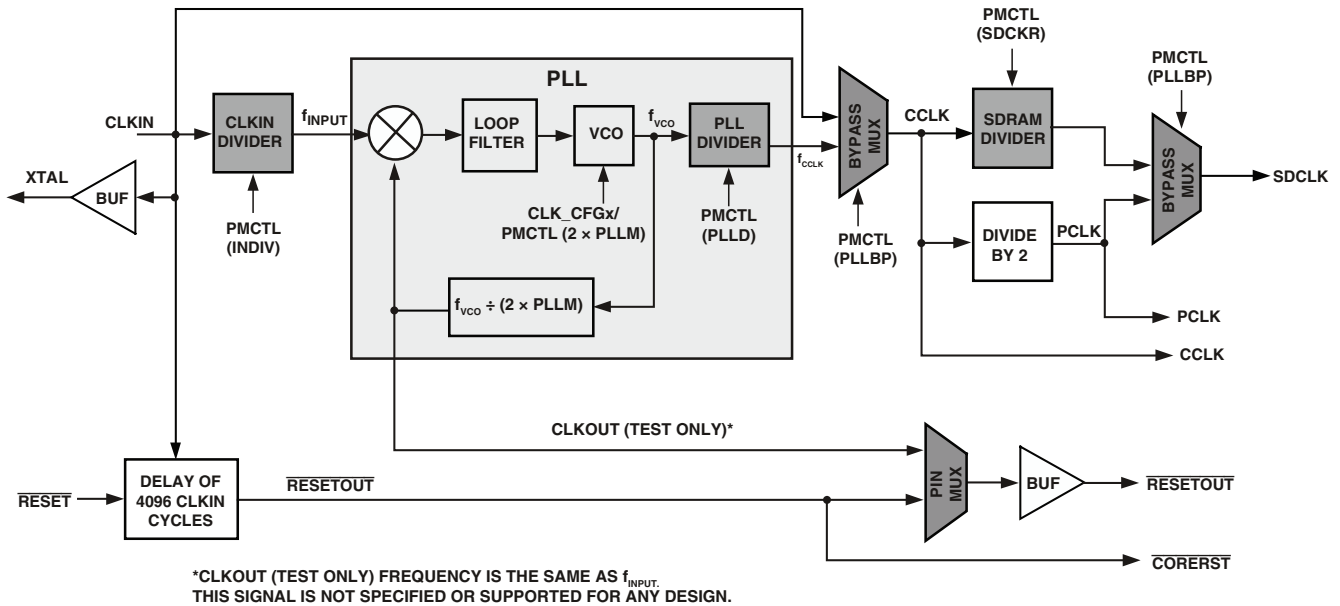 PMCTL
(SDCKR)
PMCTL
(PLLBP)
PLL
CLKIN
CLKIN
DIVIDER
fINPUT
LOOP
FILTER
VCO
fVCO
PLL
DIVIDER
fCCLK
BYPASS
MUX
CCLK
SDRAM
DIVIDER
BYPASS
MUX
SDCLK
XTAL
BUF
PMCTL
(INDIV)
CLK_CFGx/
PMCTL (2 × PLLM)
PMCTL
(PLLD)
PMCTL
(PLLBP)
DIVIDE
BY 2
PCLK
fVCO ÷ (2 × PLLM)
PCLK
CCLK
CLKOUT (TEST ONLY)*
RESET
DELAY OF
4096 CLKIN
CYCLES
RESETOUT
PIN
MUX
BUF
RESETOUT
CORERST
*CLKOUT (TEST ONLY) FREQUENCY IS THE SAME AS fINPUT.
THIS SIGNAL IS NOT SPECIFIED OR SUPPORTED FOR ANY DESIGN.